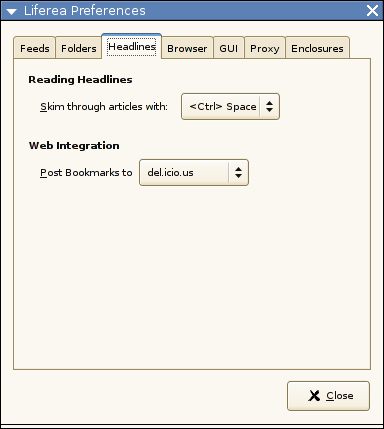 Liferea Preferences
Feeds Folders Headlines Browser GUI Proxy Enclosures
Reading Headlines
Skim through articles with: <Ctrl> Space
Web Integration
Post Bookmarks to del.icio.us
Close